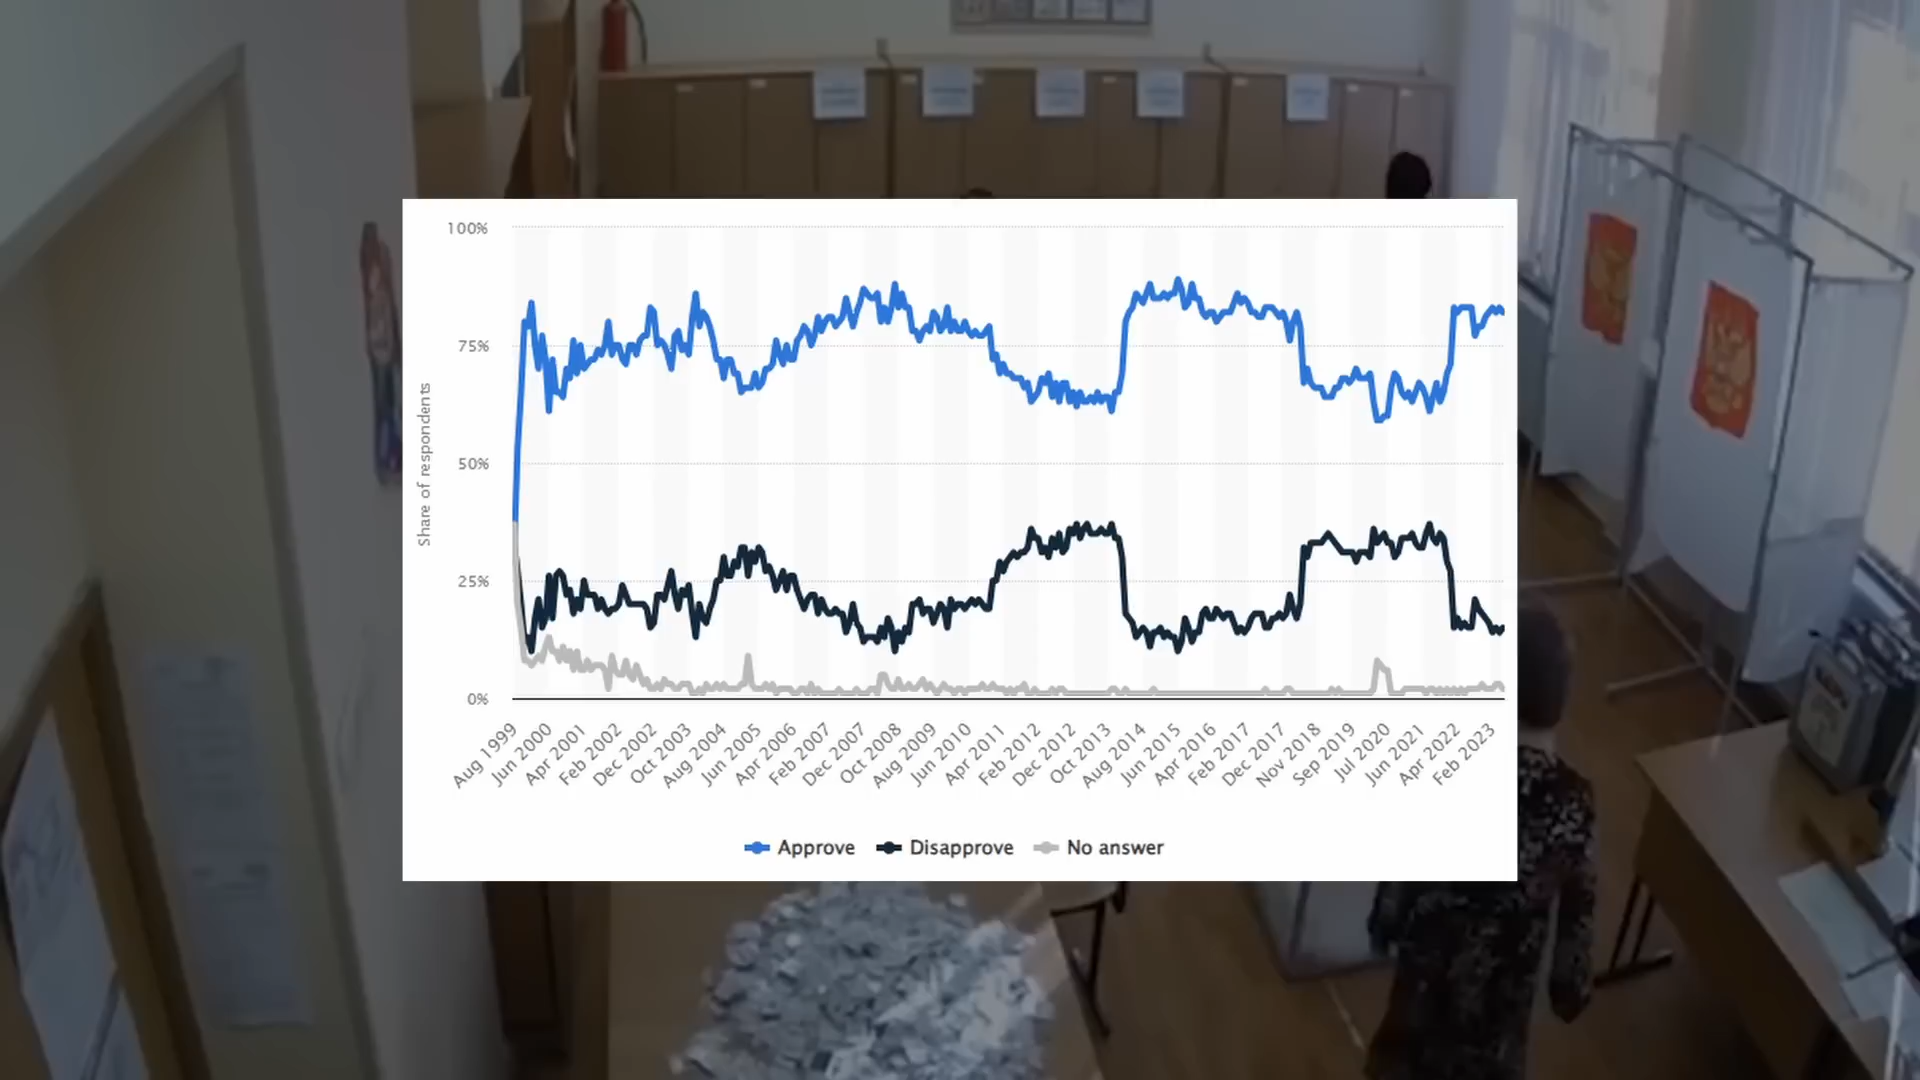 100%
75%
50%
25%
0%
Share of respondents
Aug 1999
Jun 2000
Apr 2001
Feb 2002
Dec 2002
Oct 2003
Aug 2004
Jun 2005
Apr 2006
Feb 2007
Dec 2007
Oct 2008
Aug 2009
Jun 2010
Apr 2011
Feb 2012
Dec 2012
Oct 2013
Aug 2014
Jun 2015
Apr 2016
Feb 2017
Dec 2017
Nov 2018
Sep 2019
Jul 2020
Jun 2021
Apr 2022
Feb 2023
Approve Disapprove No answer